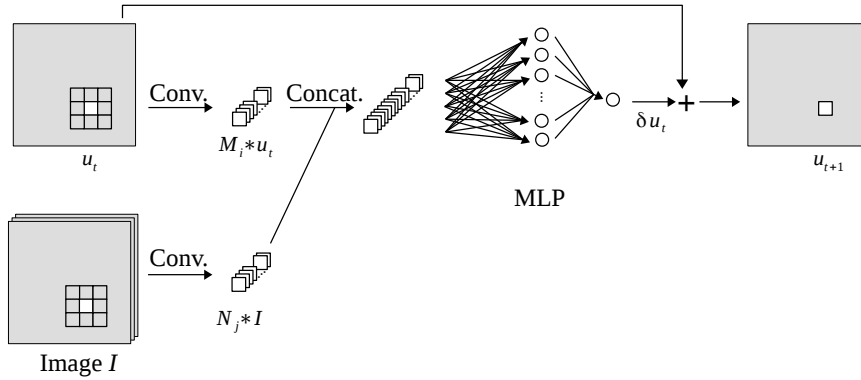 Conv.
Concat.
u_t
M_i*u_t
MLP
δu_t
+
u_{t+1}
Conv.
N_j*I
Image I